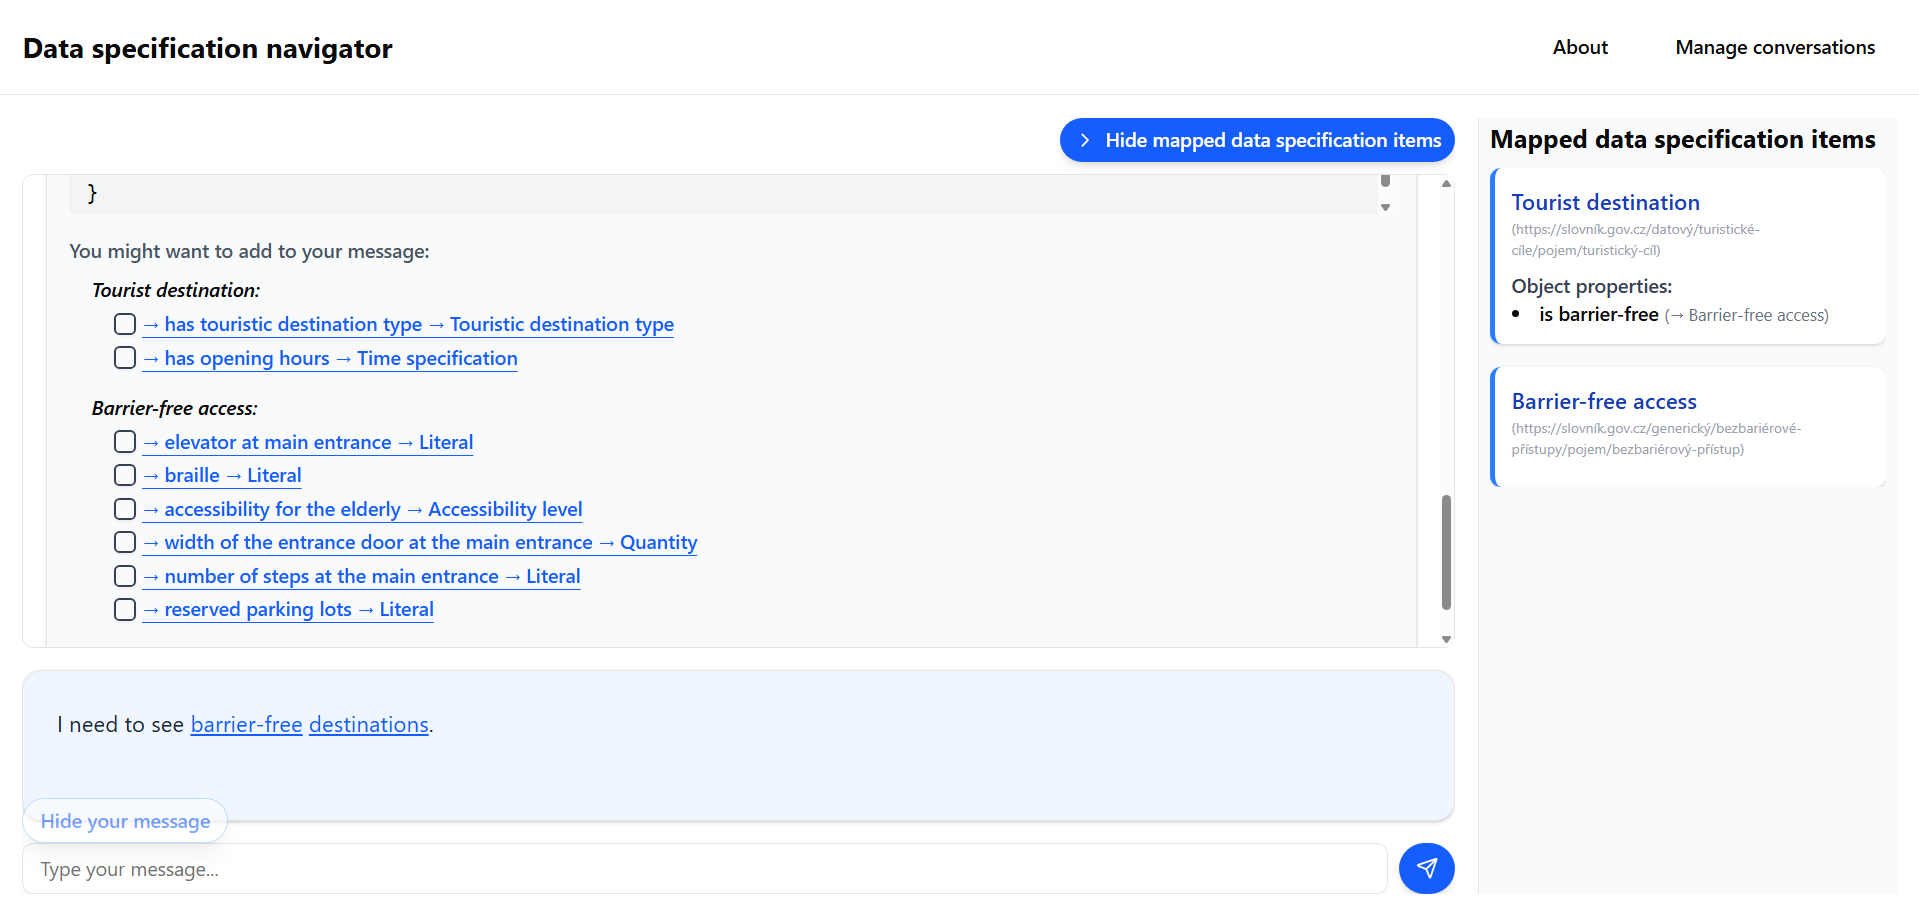 Data specification navigator
About
Manage conversations
Hide mapped data specification items
}
You might want to add to your message:
Tourist destination:
→ has touristic destination type → Touristic destination type
→ has opening hours → Time specification
Barrier-free access:
→ elevator at main entrance → Literal
→ braille → Literal
→ accessibility for the elderly → Accessibility level
→ width of the entrance door at the main entrance → Quantity
→ number of steps at the main entrance → Literal
→ reserved parking lots → Literal
I need to see barrier-free destinations.
Hide your message
Type your message...
Mapped data specification items
Tourist destination
(https://slovník.gov.cz/datový/turistické-
cíle/pojem/turistický-cíl)
Object properties:
• is barrier-free (→ Barrier-free access)
Barrier-free access
(https://slovník.gov.cz/generický/bezbariérové-
přístupy/pojem/bezbariérový-přístup)